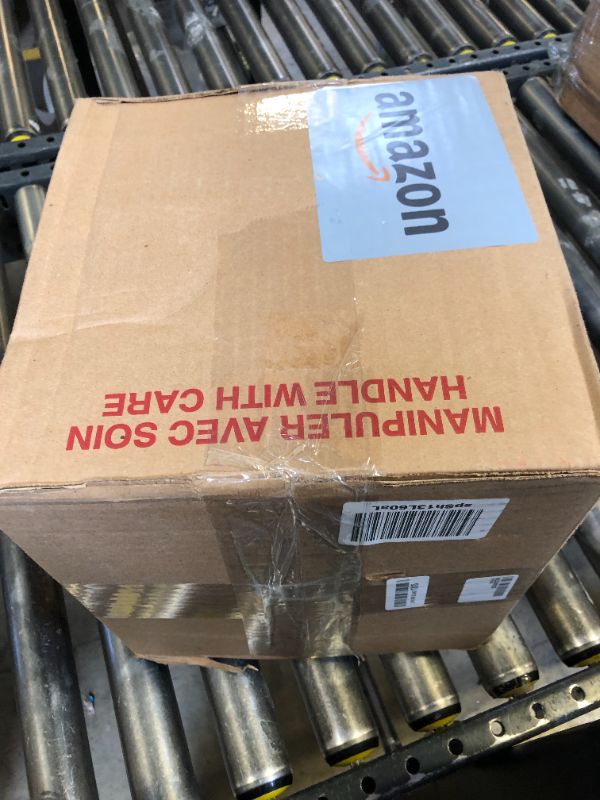 amazon
MANIPULER AVEC SOIN
HANDLE WITH CARE